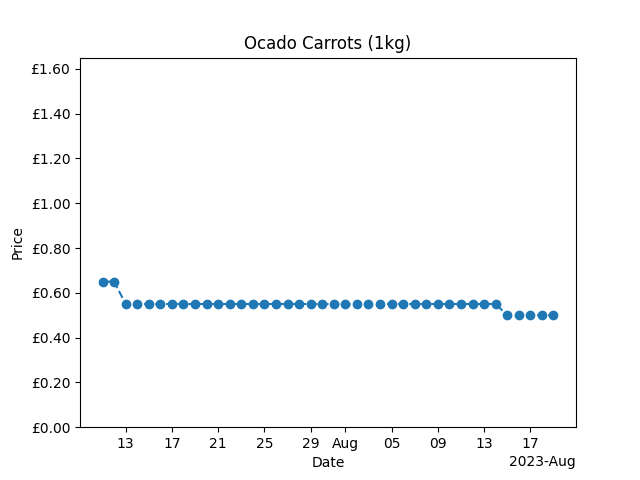 Ocado Carrots (1kg)
£1.60
£1.40
£1.20
£1.00
£0.80
£0.60
£0.40
£0.20
£0.00
Price
13 17 21 25 29 Aug 05 09 13 17
Date
2023-Aug